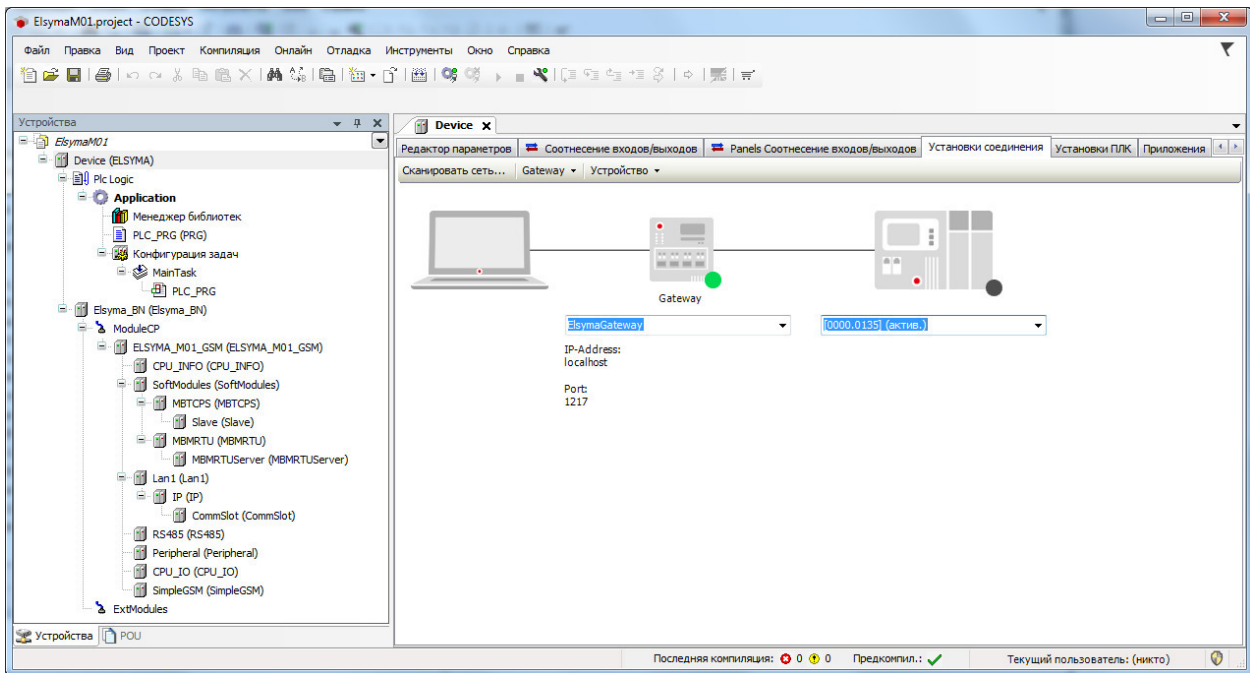 ElsymaM01.project - CODESYS
Файл Правка Вид Проект Компиляция Онлайн Отладка Инструменты Окно Справка
Устройства
ElsymaM01
Device (ELSYMA)
Plc Logic
Application
Менеджер библиотек
PLC_PRG (PRG)
Конфигурация задач
MainTask
PLC_PRG
Elsyma_BN (Elsyma_BN)
ModuleCP
ELSYMA_M01_GSM (ELSYMA_M01_GSM)
CPU_INFO (CPU_INFO)
SoftModules (SoftModules)
MBTCPS (MBTCPS)
Slave (Slave)
MBMRTU (MBMRTU)
MBMRTUServer (MBMRTUServer)
Lan1 (Lan1)
IP (IP)
CommSlot (CommSlot)
RS485 (RS485)
Peripheral (Peripheral)
CPU_IO (CPU_IO)
SimpleGSM (SimpleGSM)
ExtModules
Устройства POU
Device
Редактор параметров Соотнесение входов/выходов Panels Соотнесение входов/выходов Установки соединения Установки ПЛК Приложения
Сканировать сеть... Gateway Устройство
Gateway
ElsymaGateway [0000.0135] (актив.)
IP-Address:
localhost
Port:
1217
Последняя компиляция: 0 0 Предкомпил.: Текущий пользователь: (никто)